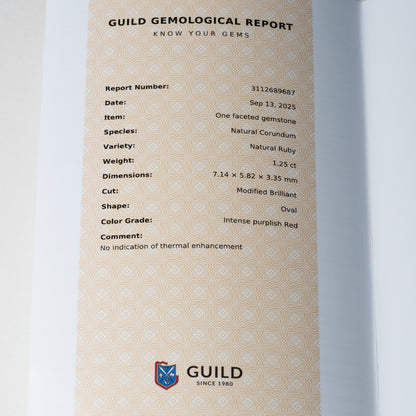 GUILD GEMOLOGICAL REPORT
KNOW YOUR GEMS
Report Number: 3112689687
Date: Sep 13, 2025
Item: One faceted gemstone
Species: Natural Corundum
Variety: Natural Ruby
Weight: 1.25 ct
Dimensions: 7.14 × 5.82 × 3.35 mm
Cut: Modified Brilliant
Shape: Oval
Color Grade: Intense purplish Red
Comment:
No indication of thermal enhancement
GUILD
SINCE 1980